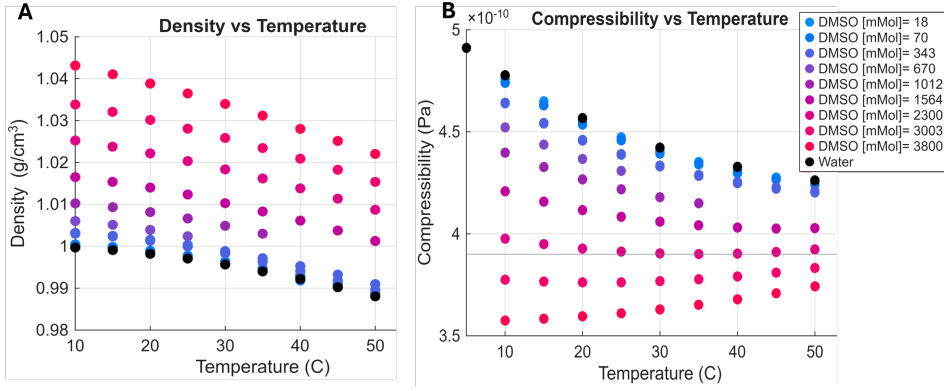 A
Density vs Temperature
1.05
1.04
1.03
1.02
1.01
1
0.99
0.98
10
20
30
40
50
Density (g/cm³)
Temperature (C)
B
×10⁻¹⁰
Compressibility vs Temperature
5
4.5
4
3.5
10
20
30
40
50
Compressibility (Pa)
Temperature (C)
DMSO [mMol]= 18
DMSO [mMol]= 70
DMSO [mMol]= 343
DMSO [mMol]= 670
DMSO [mMol]= 1012
DMSO [mMol]= 1564
DMSO [mMol]= 2300
DMSO [mMol]= 3003
DMSO [mMol]= 3800
Water